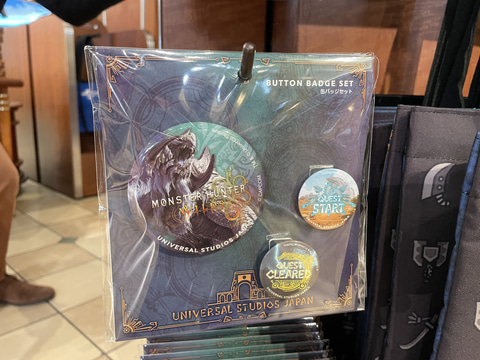 BUTTON BADGE SET
缶バッジセット
MONSTER HUNTER
UNIVERSAL STUDIOS
QUEST
START
QUEST
CLEARED
UNIVERSAL STUDIOS JAPAN